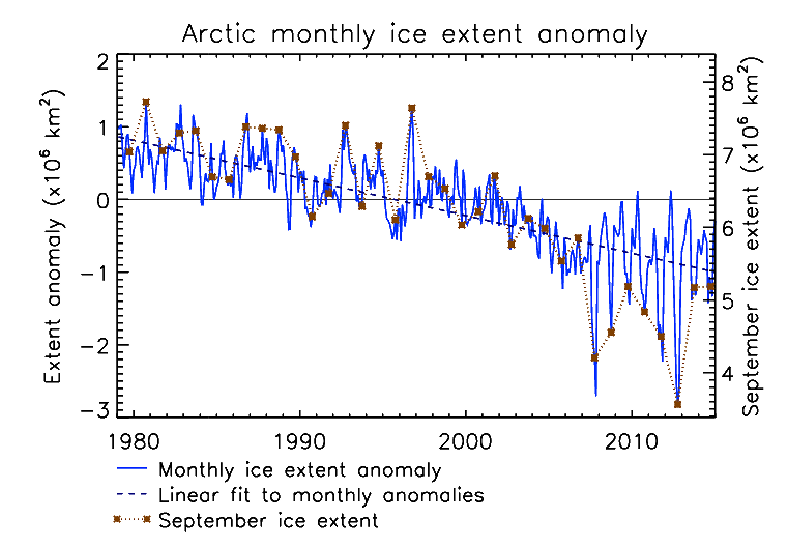 Arctic monthly ice extent anomaly
2
1
0
−1
−2
−3
Extent anomaly (x10⁶ km²)
8
7
6
5
4
September ice extent (x10⁶ km²)
1980 1990 2000 2010
Monthly ice extent anomaly
Linear fit to monthly anomalies
September ice extent